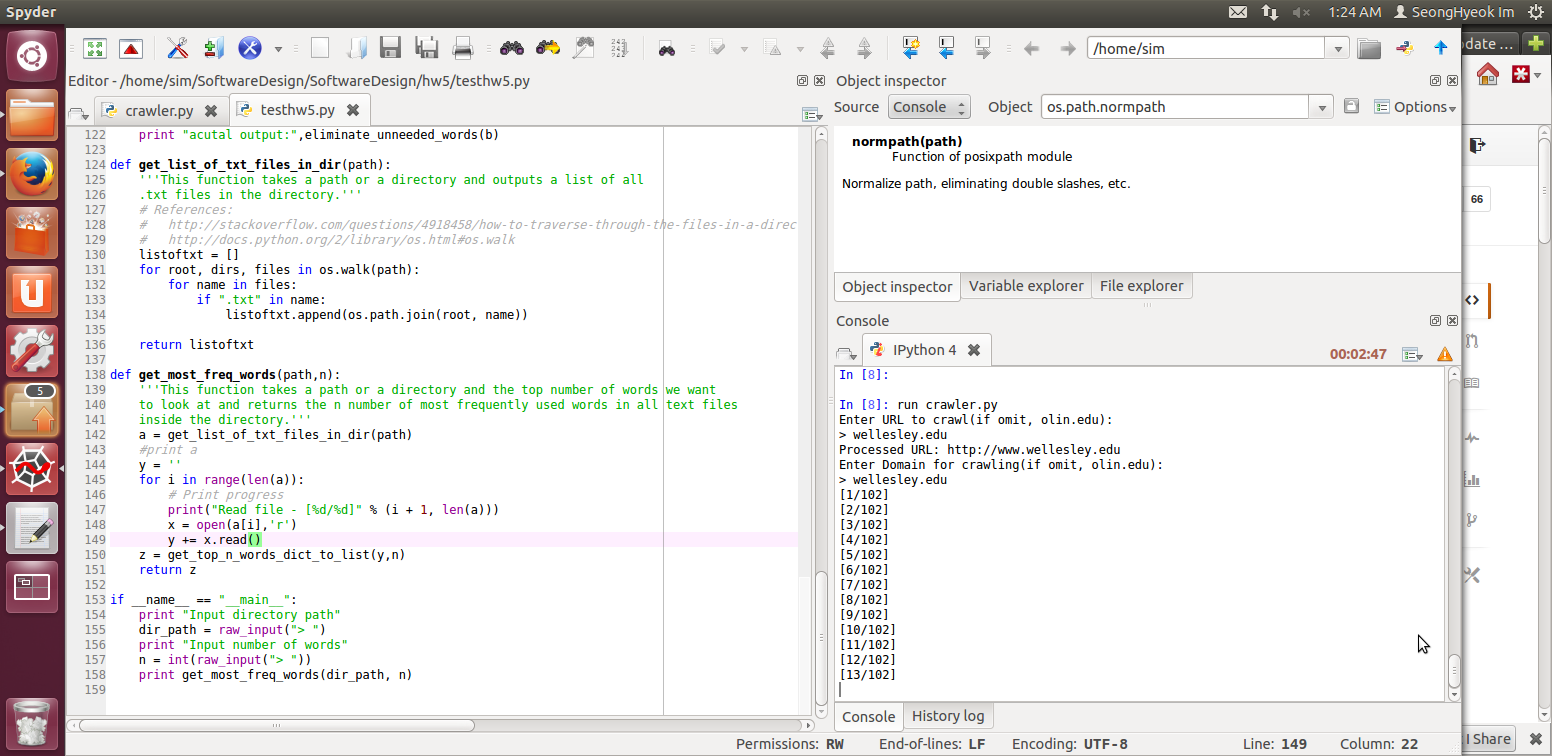 Spyder
1:24 AM SeongHyeok Im
/home/sim
Editor - /home/sim/SoftwareDesign/SoftwareDesign/hw5/testhw5.py
crawler.py
testhw5.py
122 print "acutal output:",eliminate_unneeded_words(b)
123
124 def get_list_of_txt_files_in_dir(path):
125 '''This function takes a path or a directory and outputs a list of all
126 .txt files in the directory.'''
127 # References:
128 # http://stackoverflow.com/questions/4918458/how-to-traverse-through-the-files-in-a-direc
129 # http://docs.python.org/2/library/os.html#os.walk
130 listoftxt = []
131 for root, dirs, files in os.walk(path):
132 for name in files:
133 if ".txt" in name:
134 listoftxt.append(os.path.join(root, name))
135
136 return listoftxt
137
138 def get_most_freq_words(path,n):
139 '''This function takes a path or a directory and the top number of words we want
140 to look at and returns the n number of most frequently used words in all text files
141 inside the directory.'''
142 a = get_list_of_txt_files_in_dir(path)
143 #print a
144 y = ''
145 for i in range(len(a)):
146 # Print progress
147 print("Read file - [%d/%d]" % (i + 1, len(a)))
148 x = open(a[i],'r')
149 y += x.read()
150 z = get_top_n_words_dict_to_list(y,n)
151 return z
152
153 if __name__ == "__main__":
154 print "Input directory path"
155 dir_path = raw_input("> ")
156 print "Input number of words"
157 n = int(raw_input("> "))
158 print get_most_freq_words(dir_path, n)
159
Object inspector
Source Console Object os.path.normpath Options
normpath(path)
Function of posixpath module
Normalize path, eliminating double slashes, etc.
Object inspector Variable explorer File explorer
Console
IPython 4
00:02:47
In [8]:
In [8]: run crawler.py
Enter URL to crawl(if omit, olin.edu):
> wellesley.edu
Processed URL: http://www.wellesley.edu
Enter Domain for crawling(if omit, olin.edu):
> wellesley.edu
[1/102]
[2/102]
[3/102]
[4/102]
[5/102]
[6/102]
[7/102]
[8/102]
[9/102]
[10/102]
[11/102]
[12/102]
[13/102]
Console History log
Permissions: RW End-of-lines: LF Encoding: UTF-8 Line: 149 Column: 22
5
date ...
66
I Share